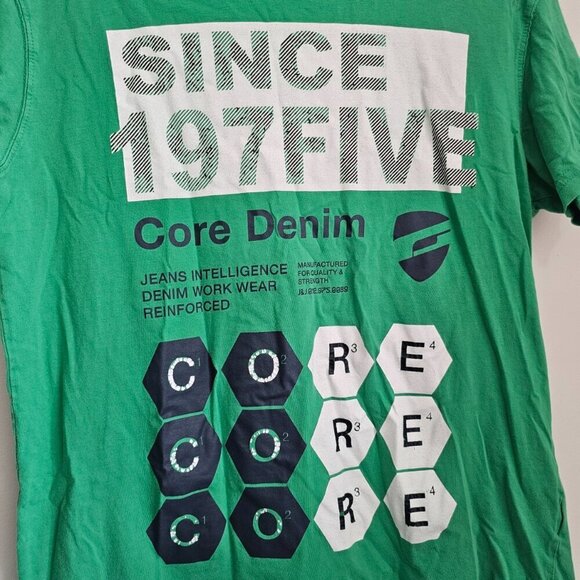 SINCE
197FIVE
Core Denim
JEANS INTELLIGENCE
DENIM WORK WEAR
REINFORCED
MANUFACTURED
FOR QUALITY &
STRENGTH
C1 O2 R3 E4
C1 O2 R3 E4
C1 O2 R3 E4